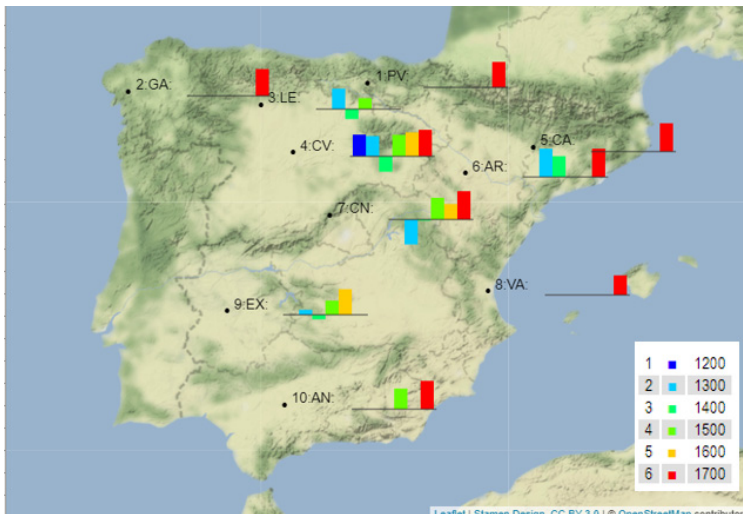 1:PV:
2:GA:
3:LE:
4:CV:
5:CA:
6:AR:
7:CN:
8:VA:
9:EX:
10:AN:
1 1200
2 1300
3 1400
4 1500
5 1600
6 1700
Leaflet | Stamen Design, CC BY 3.0 | © OpenStreetMap contributor